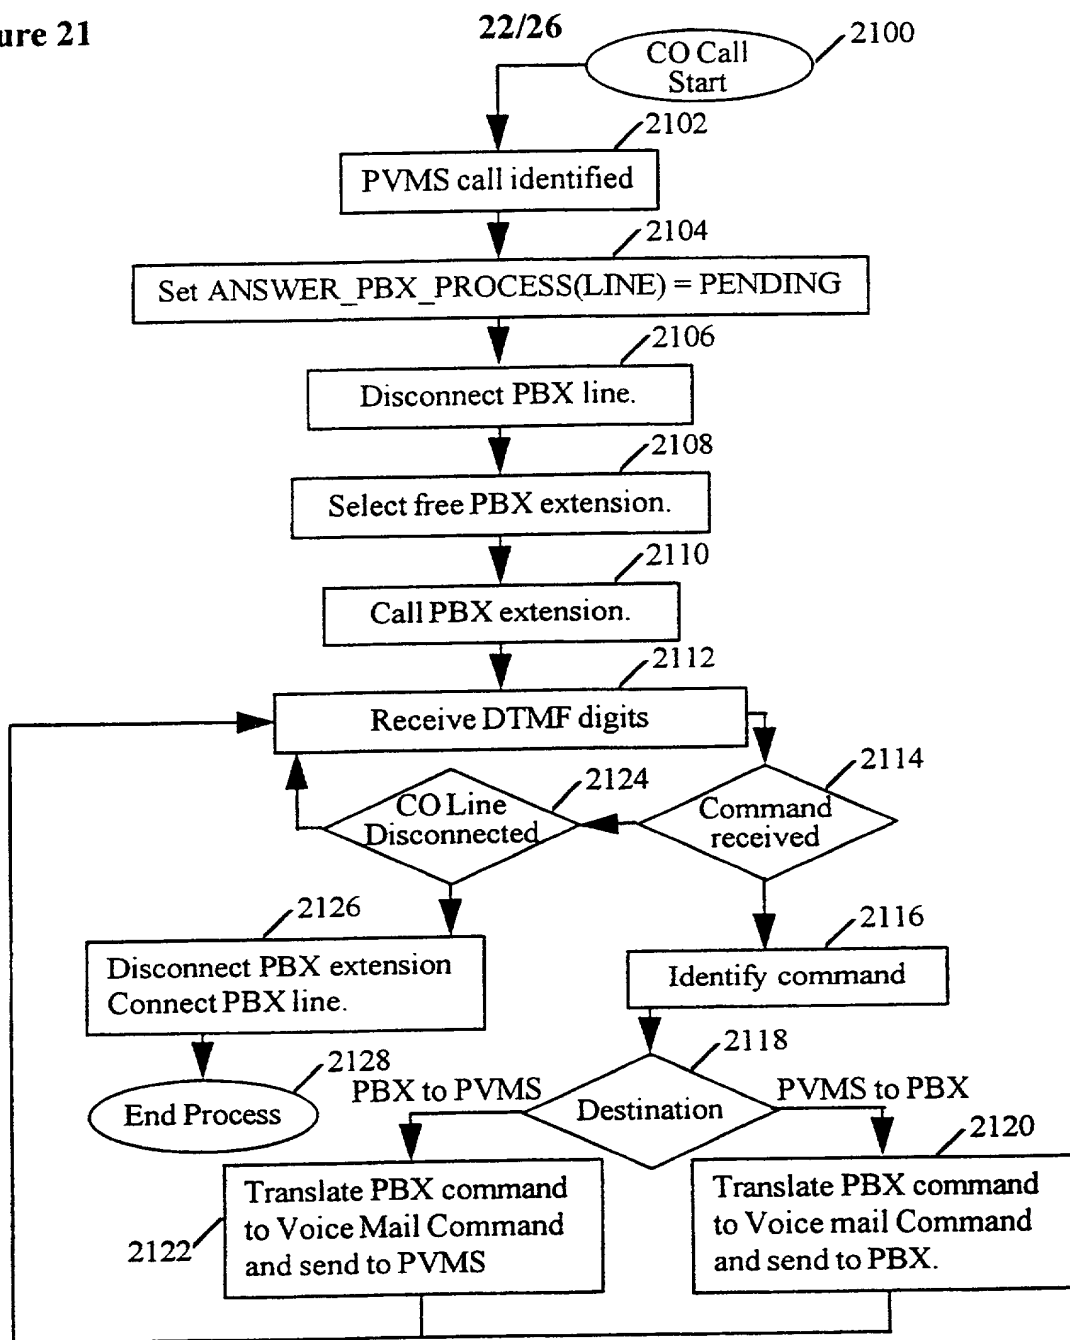 ure 21
22/26
CO Call
Start
2100
2102
PVMS call identified
2104
Set ANSWER_PBX_PROCESS(LINE) = PENDING
2106
Disconnect PBX line.
2108
Select free PBX extension.
2110
Call PBX extension.
2112
Receive DTMF digits
2124
CO Line
Disconnected
2114
Command
received
2126
Disconnect PBX extension
Connect PBX line.
2116
Identify command
2128
End Process
2118
Destination
PBX to PVMS
PVMS to PBX
2122
Translate PBX command
to Voice Mail Command
and send to PVMS
2120
Translate PBX command
to Voice mail Command
and send to PBX.